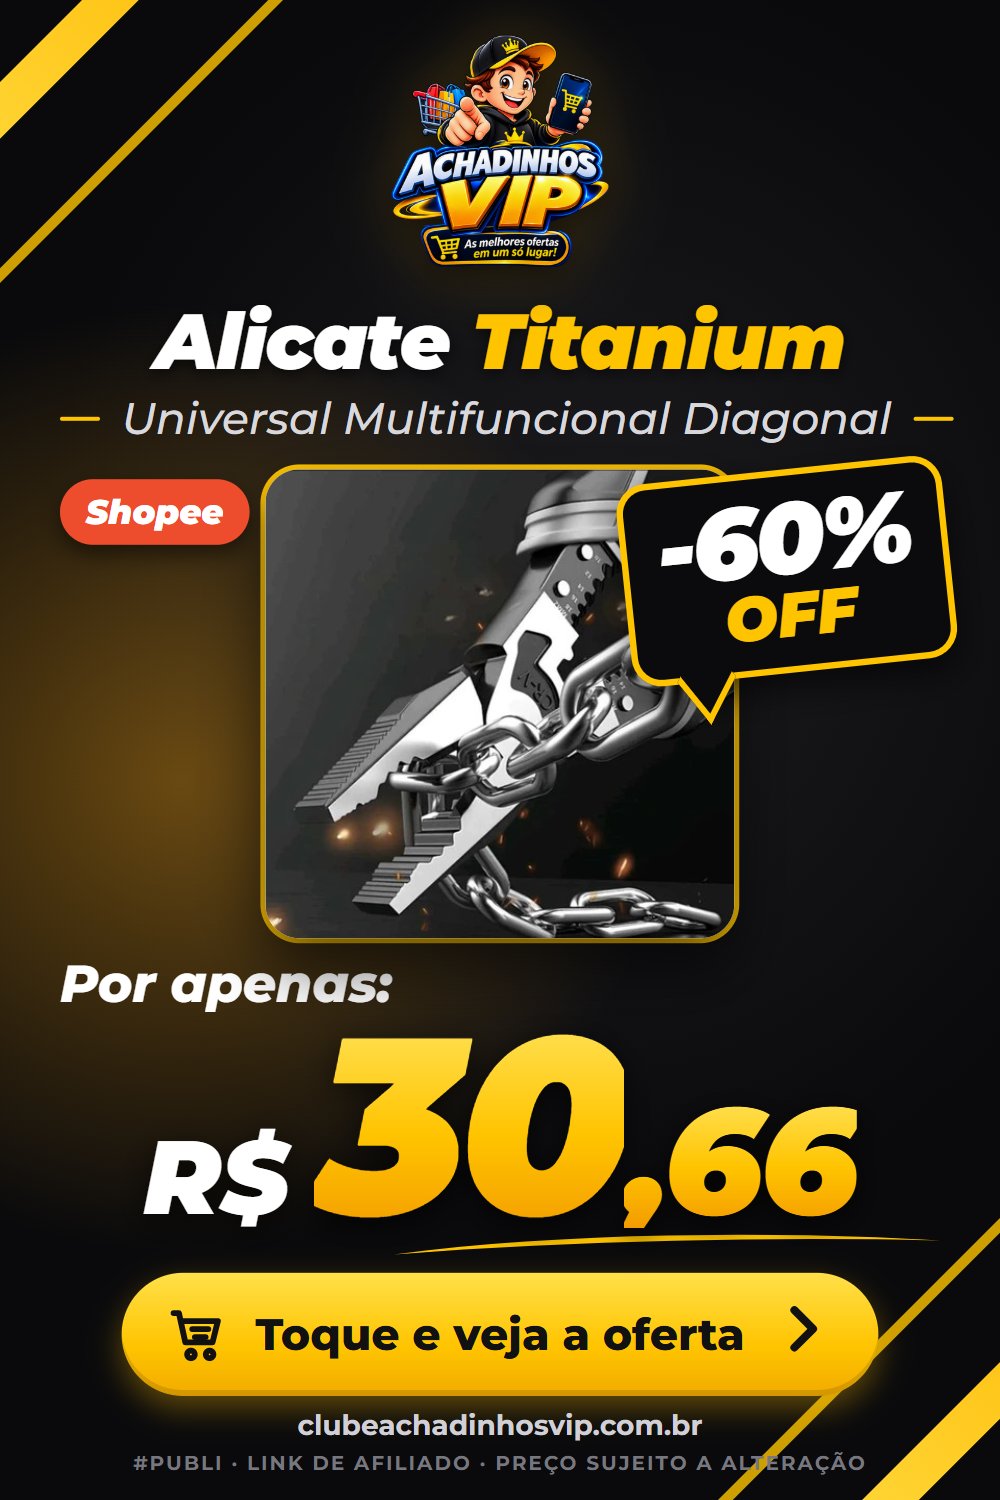 ACHADINHOS
VIP
As melhores ofertas
em um só lugar!
Alicate Titanium
Universal Multifuncional Diagonal
Shopee
-60%
OFF
CR-V
Por apenas:
R$ 30,66
Toque e veja a oferta
clubeachadinhosvip.com.br
#PUBLI · LINK DE AFILIADO · PREÇO SUJEITO A ALTERAÇÃO